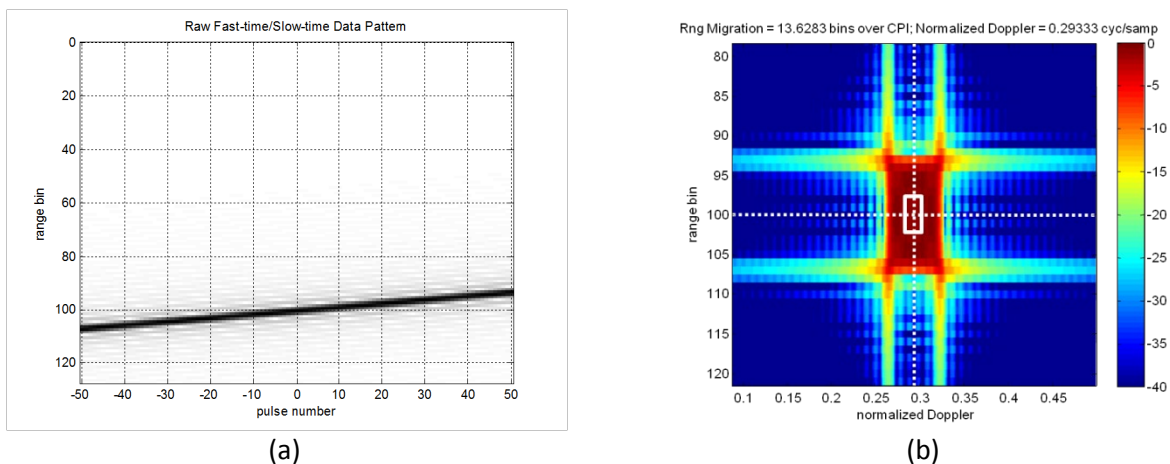 Raw Fast-time/Slow-time Data Pattern
0
20
40
60
80
100
120
range bin
-50 -40 -30 -20 -10 0 10 20 30 40 50
pulse number
(a)
Rng Migration = 13.6283 bins over CPI; Normalized Doppler = 0.29333 cyc/samp
80
85
90
95
100
105
110
115
120
range bin
0.1 0.15 0.2 0.25 0.3 0.35 0.4 0.45
normalized Doppler
0
-5
-10
-15
-20
-25
-30
-35
-40
(b)